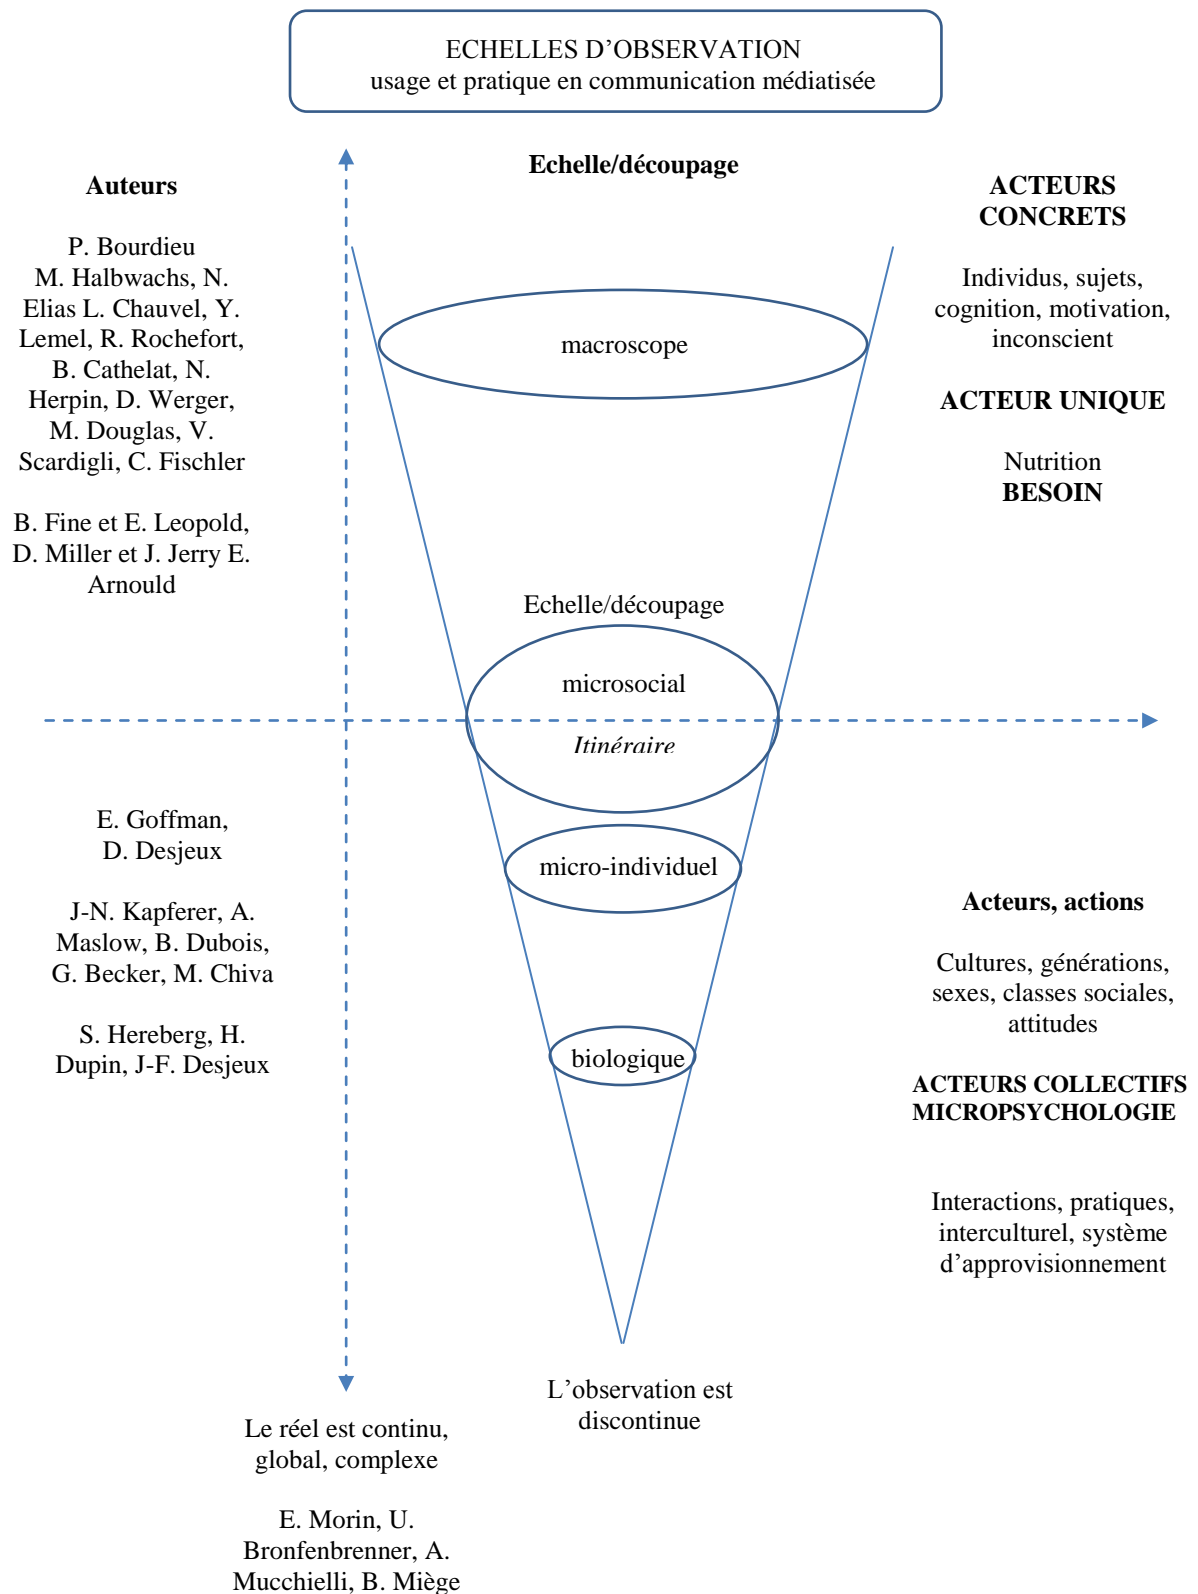 ECHELLES D’OBSERVATION
usage et pratique en communication médiatisée
Auteurs
P. Bourdieu
M. Halbwachs, N.
Elias L. Chauvel, Y.
Lemel, R. Rochefort,
B. Cathelat, N.
Herpin, D. Werger,
M. Douglas, V.
Scardigli, C. Fischler
B. Fine et E. Leopold,
D. Miller et J. Jerry E.
Arnould
E. Goffman,
D. Desjeux
J-N. Kapferer, A.
Maslow, B. Dubois,
G. Becker, M. Chiva
S. Hereberg, H.
Dupin, J-F. Desjeux
Le réel est continu,
global, complexe
E. Morin, U.
Bronfenbrenner, A.
Mucchielli, B. Miège
Echelle/découpage
macroscope
Echelle/découpage
microsocial
Itinéraire
micro-individuel
biologique
L’observation est
discontinue
ACTEURS
CONCRETS
Individus, sujets,
cognition, motivation,
inconscient
ACTEUR UNIQUE
Nutrition
BESOIN
Acteurs, actions
Cultures, générations,
sexes, classes sociales,
attitudes
ACTEURS COLLECTIFS
MICROPSYCHOLOGIE
Interactions, pratiques,
interculturel, système
d’approvisionnement